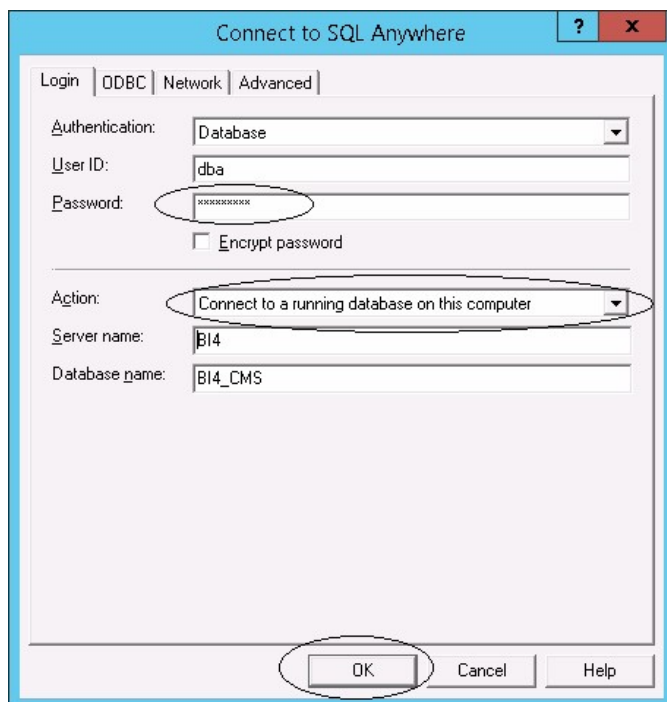 Connect to SQL Anywhere
? x
Login ODBC Network Advanced
Authentication: Database
User ID: dba
Password: *********
Encrypt password
Action: Connect to a running database on this computer
Server name: BI4
Database name: BI4_CMS
OK Cancel Help